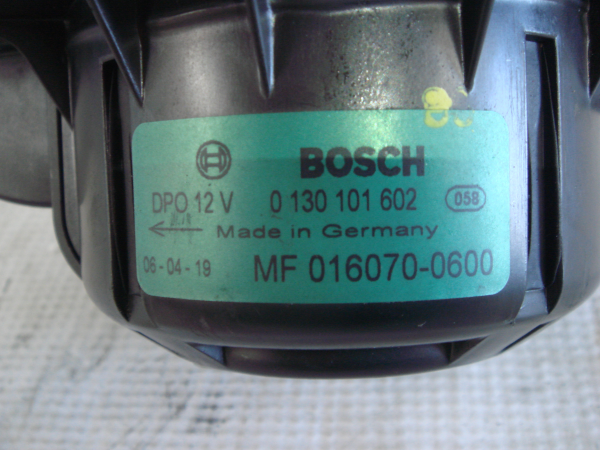 BOSCH
DPO 12 V 0 130 101 602 058
Made in Germany
06-04-19 MF 016070-0600